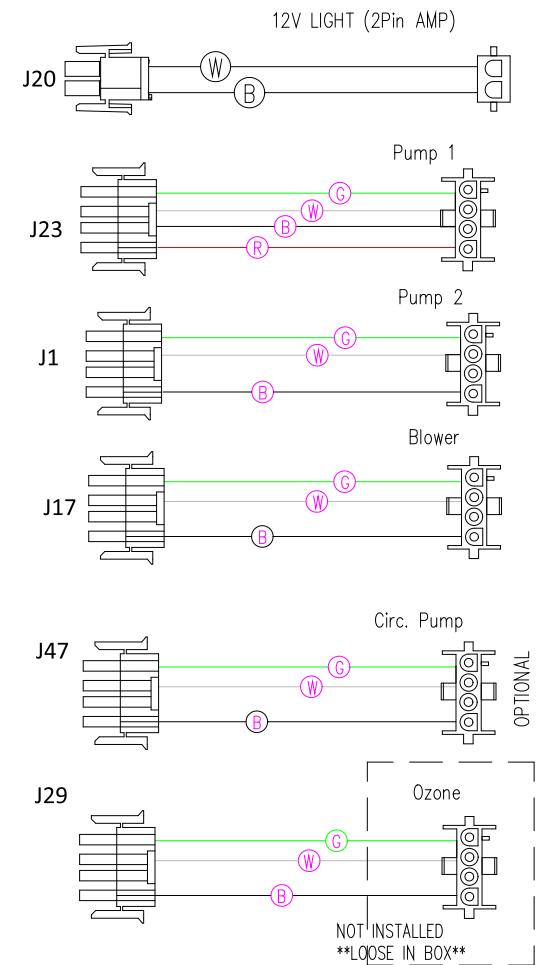 12V LIGHT (2Pin AMP)
J20
W
B
Pump 1
J23
G
W
B
R
Pump 2
J1
G
W
B
Blower
J17
G
W
B
Circ. Pump
J47
G
W
B
OPTIONAL
J29
Ozone
G
W
B
NOT INSTALLED
**LOOSE IN BOX**